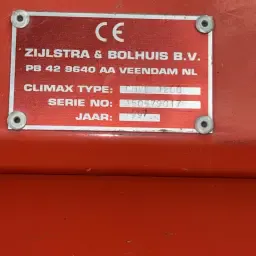 CE
ZIJLSTRA & BOLHUIS B.V.
PB 42 9640 AA VEENDAM NL
CLIMAX TYPE:
SERIE NO:
JAAR: